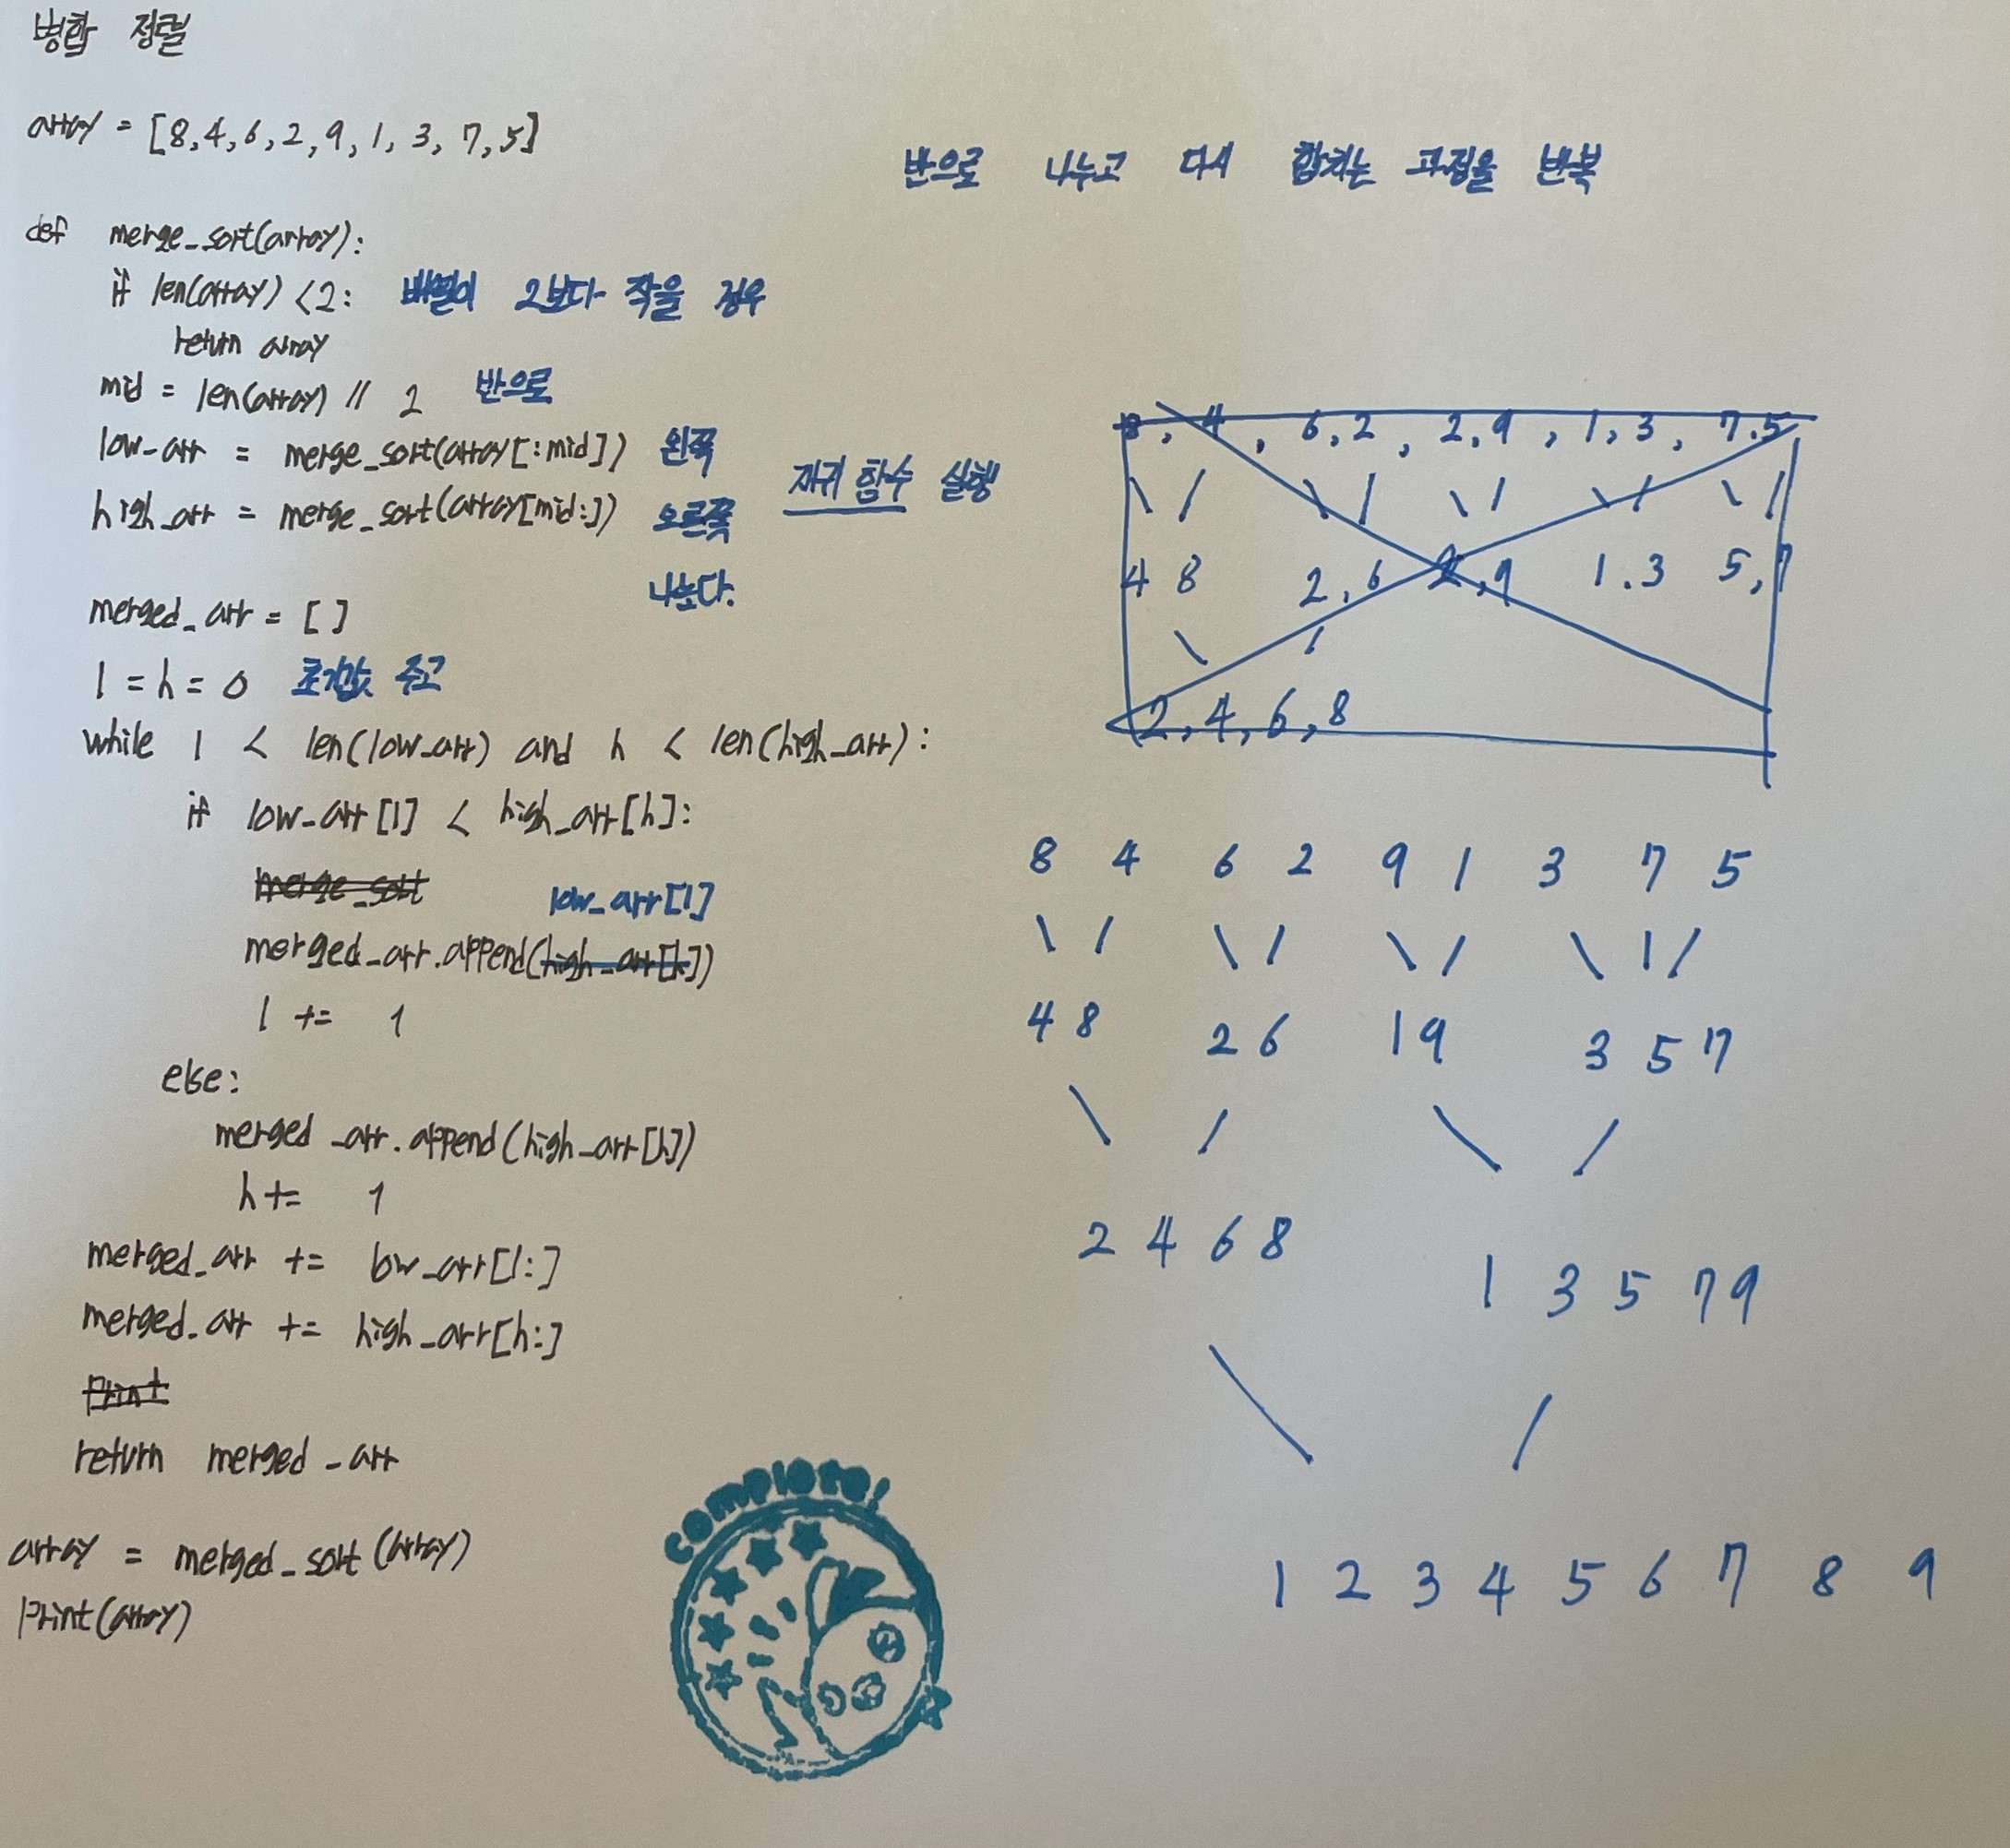 병합 정렬
array = [8,4,6,2,9,1,3,7,5]
반으로 나누고 다시 합치는 과정을 반복
def merge_sort(array):
if len(array) <2: 배열이 2보다 작을 경우
return array
mid = len(array) // 2 반으로
low_arr = merge_sort(array[:mid]) 왼쪽
재귀 함수 실행
high_arr = merge_sort(array[mid:]) 오른쪽
나눈다.
merged_arr = []
l = h = 0 초기값 주고
while l < len(low_arr) and h < len(high_arr):
if low_arr[l] < high_arr[h]:
merge_sort
low_arr[l]
merged_arr.append(high_arr[h])
l += 1
else:
merged_arr.append(high_arr[h])
h += 1
merged_arr += low_arr[l:]
merged_arr += high_arr[h:]
print
return merged_arr
array = merged_sort(array)
print(array)
complete!
8, 4, 6,2, 2,9, 1,3, 7.5
4 8 2,6 2,9 1.3 5,7
2,4,6,8
8 4 6 2 9 1 3 7 5
4 8 2 6 1 9 3 5 7
2 4 6 8 1 3 5 7 9
1 2 3 4 5 6 7 8 9